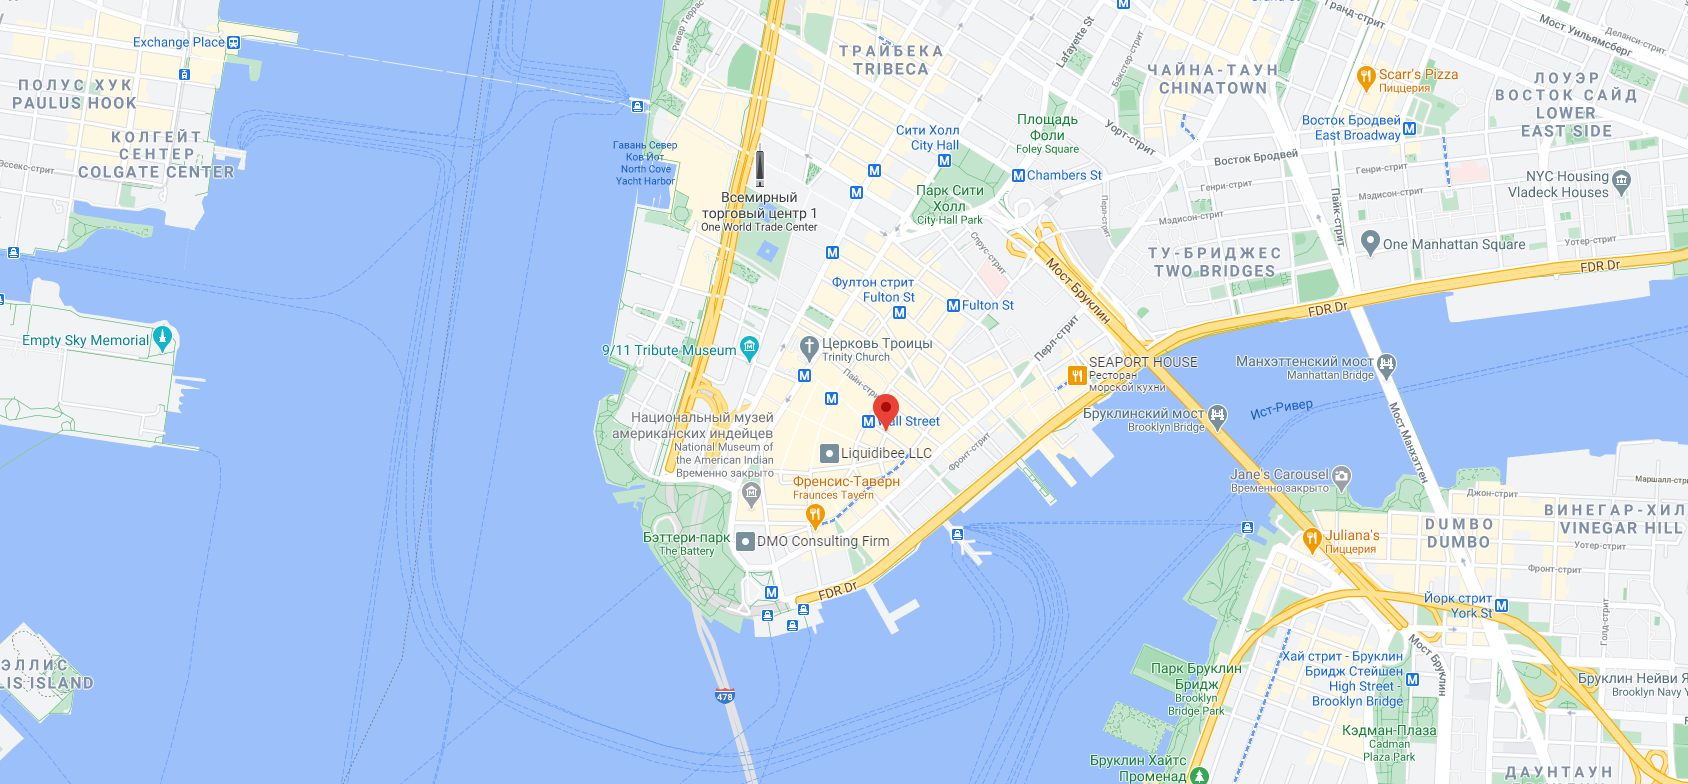 Exchange Place
ПОЛУС ХУК
PAULUS HOOK
КОЛГЕЙТ
СЕНТЕР
COLGATE CENTER
Эссекс-стрит
Empty Sky Memorial
ЭЛЛИС
LIS ISLAND
Ривер Террас
Гавань Север
Ков Йот
North Cove
Yacht Harbor
ТРАЙБЕКА
TRIBECA
Lafayette St
Бакстер-стрит
Гранд-стрит
Мост Уильямсберг
Деланси-стрит
ЧАЙНА-ТАУН
CHINATOWN
Scarr's Pizza
Пиццерия
ЛОУЭР
ВОСТОК САЙД
LOWER
EAST SIDE
Восток Бродвей
East Broadway
Площадь
Фоли
Foley Square
Уорт-стрит
Сити Холл
City Hall
Chambers St
Парк Сити
Холл
City Hall Park
Восток Бродвей
Генри-стрит
Генри-стрит
Мэдисон-стрит
Мэдисон-стрит
NYC Housing
Vladeck Houses
Перл-стрит
Пайк-стрит
Всемирный
торговый центр 1
One World Trade Center
Спрус-стрит
ТУ-БРИДЖЕС
TWO BRIDGES
One Manhattan Square
Уотер-стрит
FDR Dr
FDR Dr
Мост Бруклин
Фултон стрит
Fulton St
Fulton St
Перл-стрит
9/11 Tribute Museum
Церковь Троицы
Trinity Church
Пайн-стрит
SEAPORT HOUSE
Ресторан
морской кухни
Манхэттенский мост
Manhattan Bridge
Ист-Ривер
Бруклинский мост
Brooklyn Bridge
Мост Манхэттен
Национальный музей
американских индейцев
National Museum of
the American Indian
Временно закрыто
Wall Street
Liquidibee LLC
Фронт-стрит
Френсис-Таверн
Fraunces Tavern
Бэттери-парк
The Battery
DMO Consulting Firm
FDR Dr
478
Jane's Carousel
Временно закрыто
Джон-стрит
Маршалл-стрит
DUMBO
DUMBO
ВИНЕГАР-ХИЛ
VINEGAR HILL
Juliana's
Пиццерия
Уотер-стрит
Фронт-стрит
Йорк стрит
York St
Голд-стрит
Мост Бруклин
Хай стрит - Бруклин
Бридж Стейшен
High Street -
Brooklyn Bridge
Парк Бруклин
Бридж
Brooklyn
Bridge Park
Бруклин Нейви Я
Brooklyn Navy Y
Кэдман-Плаза
Cadman
Plaza Park
Бруклин Хайтс
Променад
ДАУНТАУН